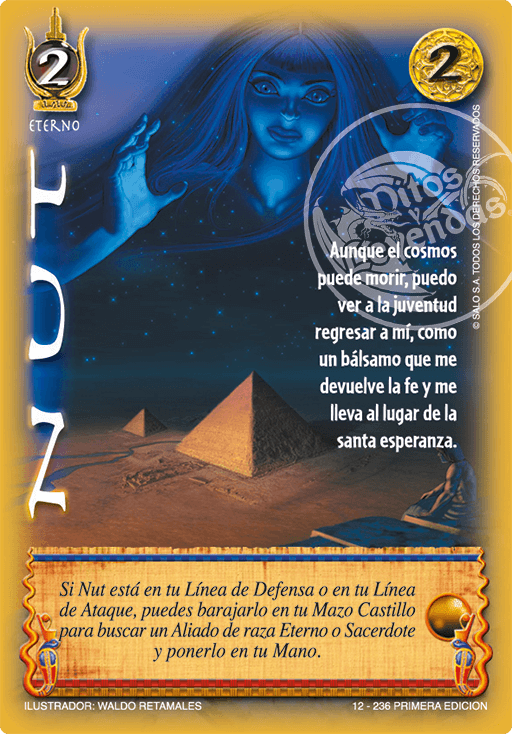 2
2
ETERNO
NUT
Mitos
y
Leyendas
© SALO S.A. TODOS LOS DERECHOS RESERVADOS
Aunque el cosmos
puede morir, puedo
ver a la juventud
regresar a mí, como
un bálsamo que me
devuelve la fe y me
lleva al lugar de la
santa esperanza.
Si Nut está en tu Línea de Defensa o en tu Línea
de Ataque, puedes barajarlo en tu Mazo Castillo
para buscar un Aliado de raza Eterno o Sacerdote
y ponerlo en tu Mano.
ILUSTRADOR: WALDO RETAMALES
12 - 236 PRIMERA EDICION